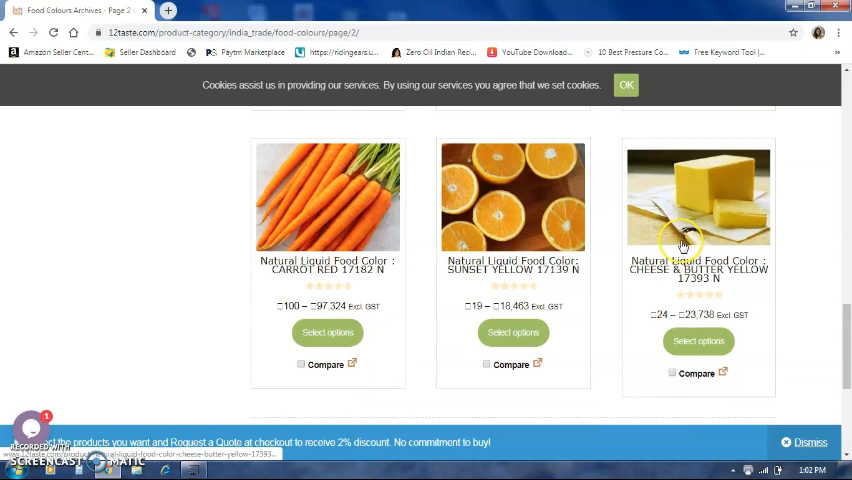 Food Colours Archives - Page 2
12taste.com/product-category/india_trade/food-colours/page/2/
Amazon Seller Cent...
Seller Dashboard
Paytm Marketplace
https://ridingears.u...
Zero Oil Indian Reci...
YouTube Download...
10 Best Pressure Co...
Free Keyword Tool |...
Cookies assist us in providing our services. By using our services you agree that we set cookies.
OK
Natural Liquid Food Color :
CARROT RED 17182 N
□100 – □97,324 Excl. GST
Select options
Compare
Natural Liquid Food Color :
SUNSET YELLOW 17139 N
□19 – □18,463 Excl. GST
Select options
Compare
Natural Liquid Food Color :
CHEESE & BUTTER YELLOW
17393 N
□24 – □23,738 Excl. GST
Select options
Compare
1
the products you want and Request a Quote at checkout to receive 2% discount. No commitment to buy!
Dismiss
RECORDED WITH
SCREENCAST MATIC
1:02 PM